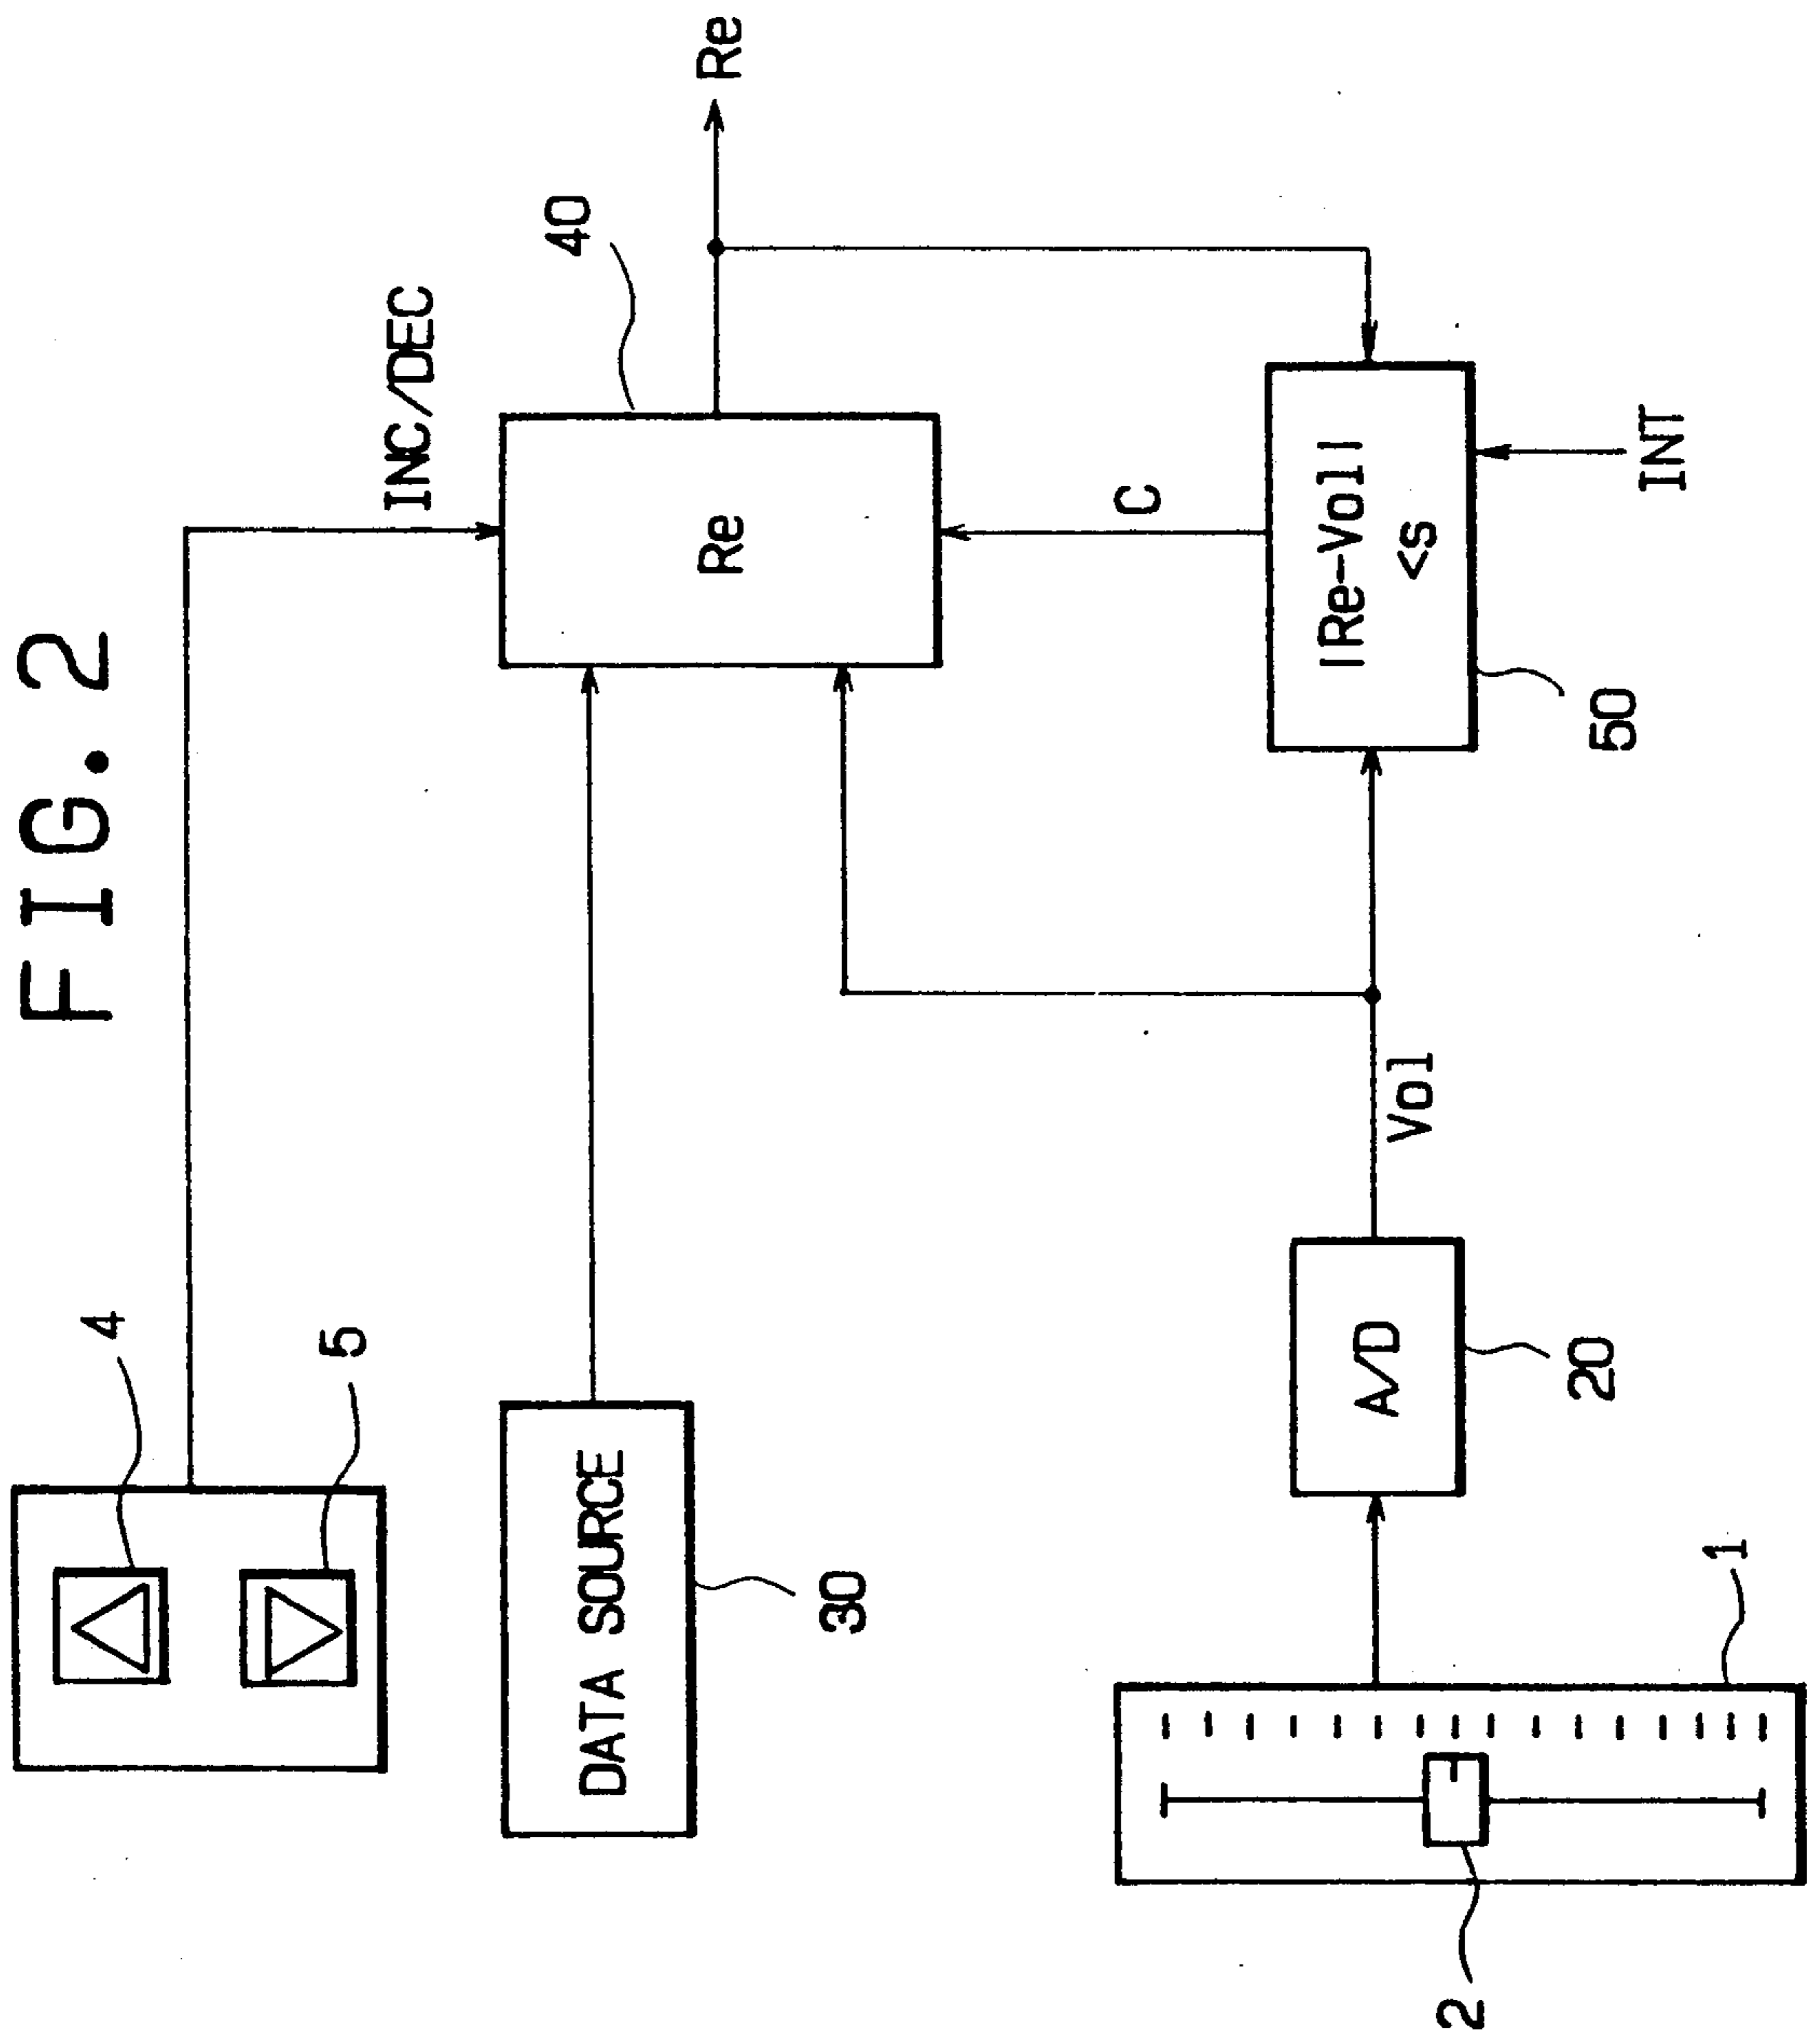 FIG. 2
4
5
INC/DEC
DATA SOURCE
30
Re
40
Re
C
1
2
A/D
20
Vol
|Re-Vol|
<s
50
INT